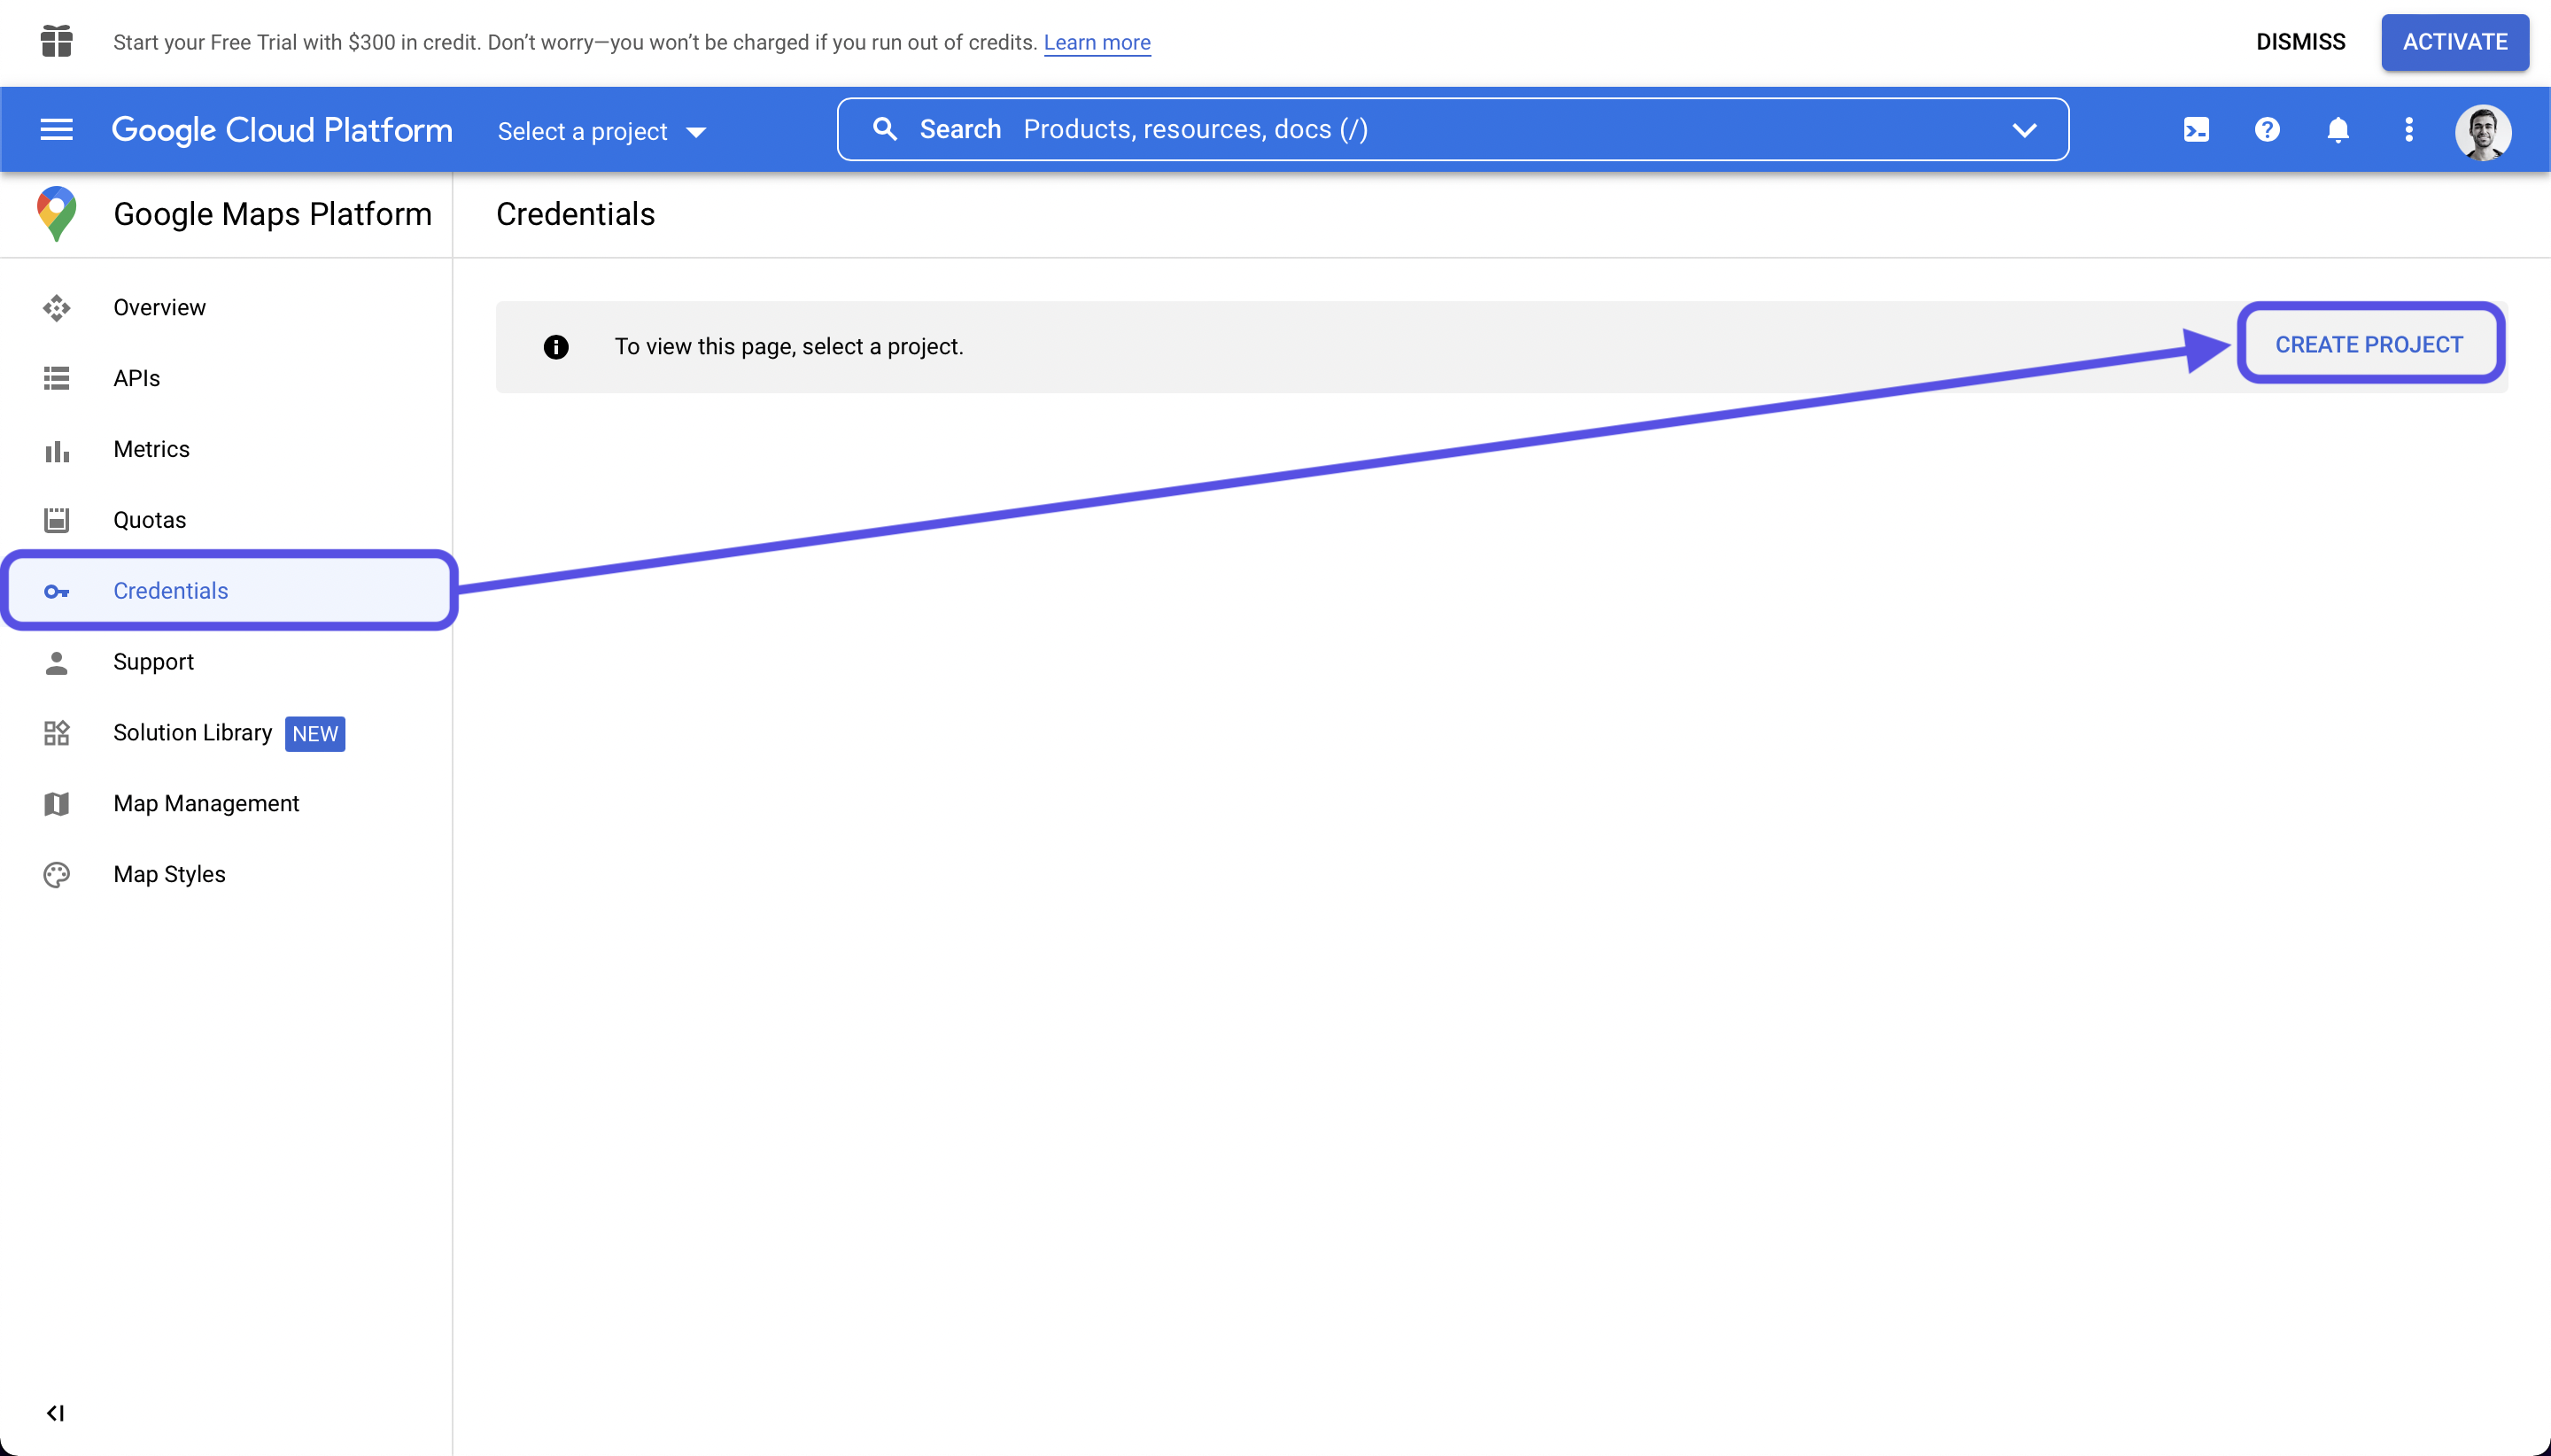 Start your Free Trial with $300 in credit. Don’t worry—you won’t be charged if you run out of credits. Learn more
DISMISS
ACTIVATE
Google Cloud Platform
Select a project
Search Products, resources, docs (/)
Google Maps Platform
Credentials
Overview
APIs
Metrics
Quotas
Credentials
Support
Solution Library NEW
Map Management
Map Styles
To view this page, select a project.
CREATE PROJECT